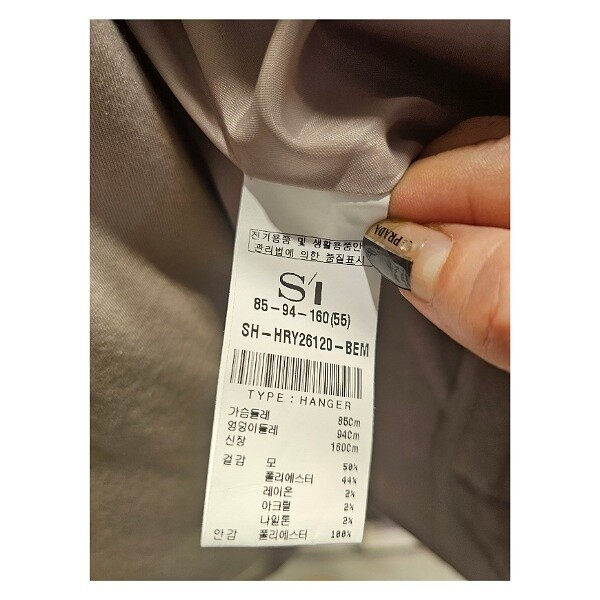 전기용품 및 생활용품안
관리법에 의한 품질표시
S'I
85-94-160(55)
SH-HRY26120-BEM
TYPE : HANGER
가슴둘레 85cm
엉덩이둘레 94cm
신장 160cm
겉감 모 50%
폴리에스터 44%
레이온 2%
아크릴 2%
나일론 2%
안감 폴리에스터 100%
PRADA